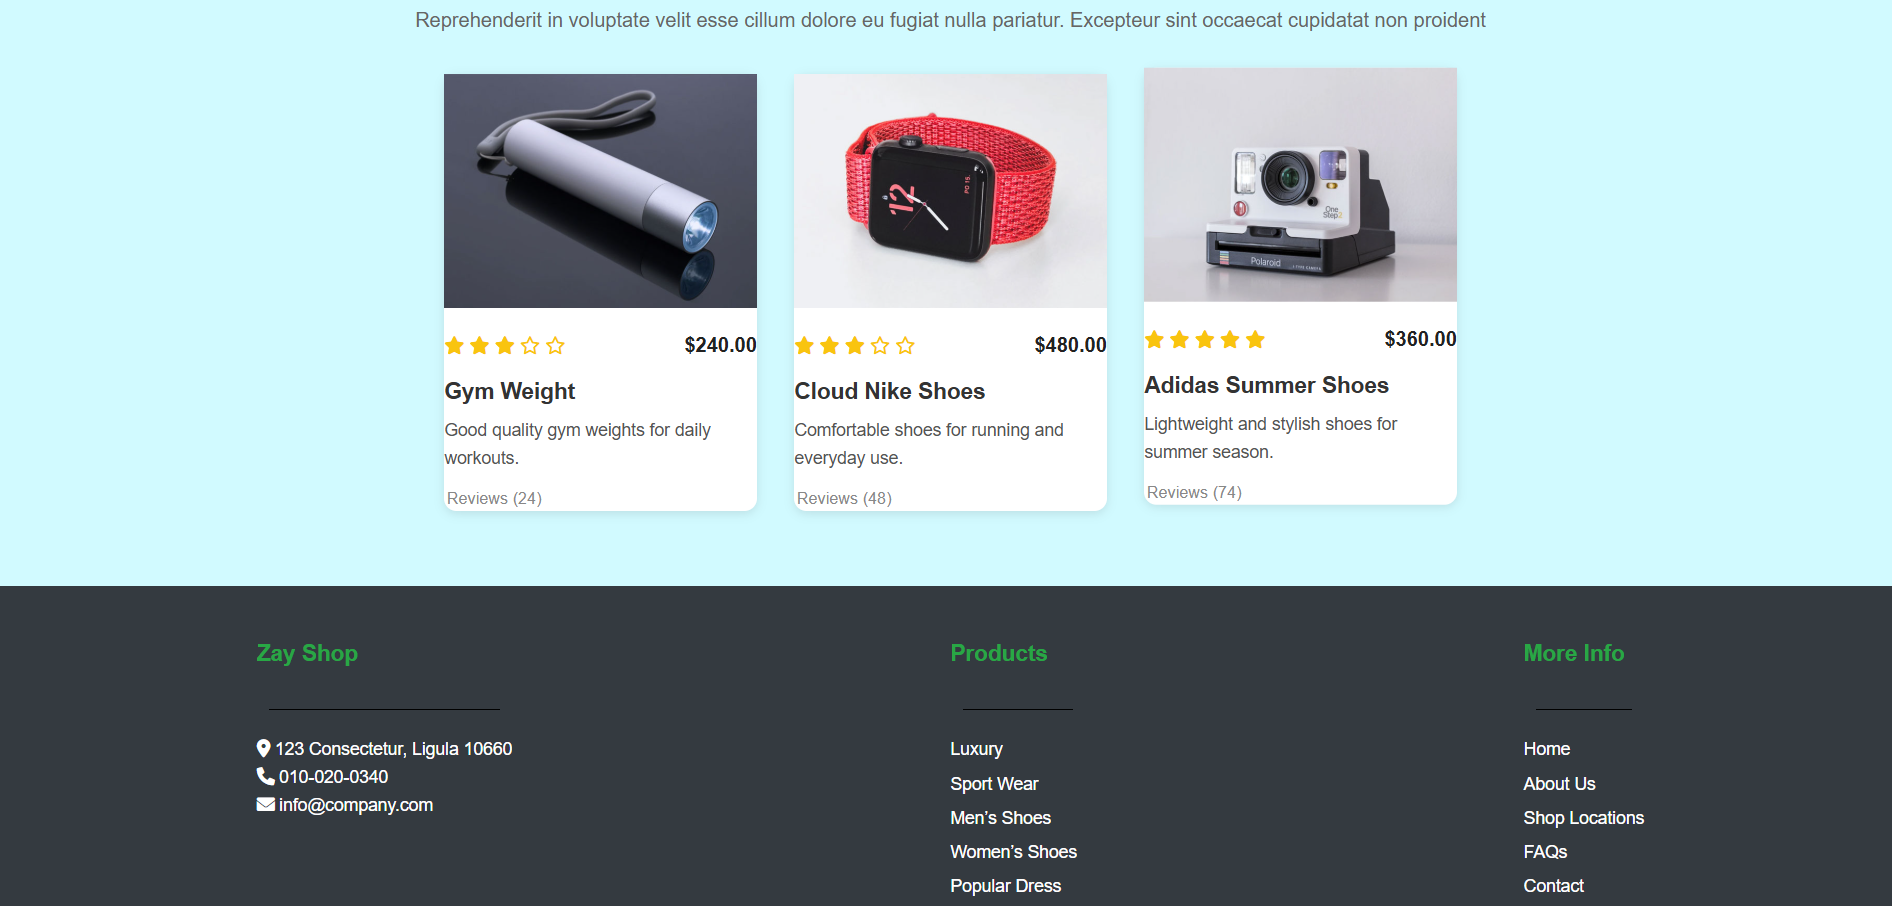 Reprehenderit in voluptate velit esse cillum dolore eu fugiat nulla pariatur. Excepteur sint occaecat cupidatat non proident
12
One
Step2
Polaroid
$240.00
Gym Weight
Good quality gym weights for daily
workouts.
Reviews (24)
$480.00
Cloud Nike Shoes
Comfortable shoes for running and
everyday use.
Reviews (48)
$360.00
Adidas Summer Shoes
Lightweight and stylish shoes for
summer season.
Reviews (74)
Zay Shop
123 Consectetur, Ligula 10660
010-020-0340
info@company.com
Products
Luxury
Sport Wear
Men’s Shoes
Women’s Shoes
Popular Dress
More Info
Home
About Us
Shop Locations
FAQs
Contact